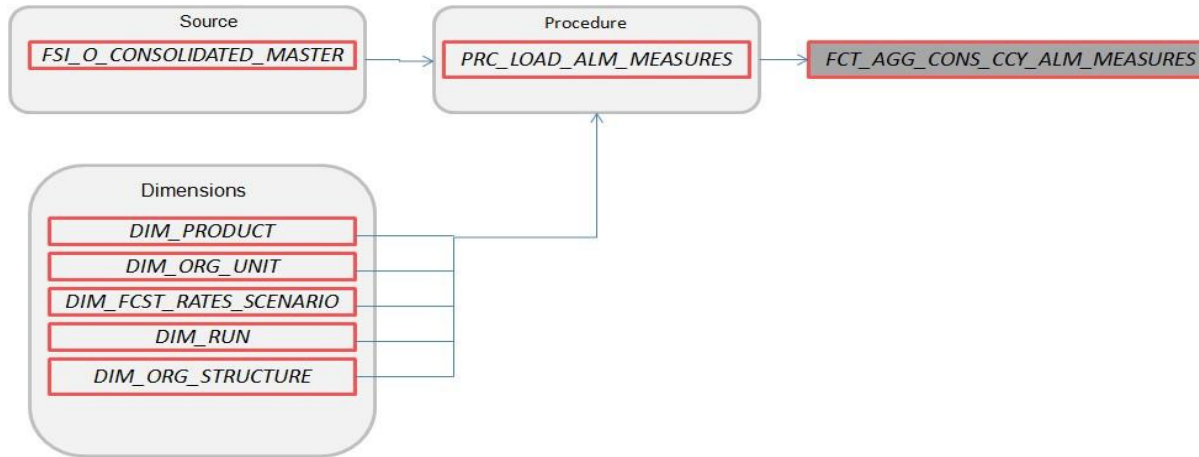 Source
FSI_O_CONSOLIDATED_MASTER
Procedure
PRC_LOAD_ALM_MEASURES
FCT_AGG_CONS_CCY_ALM_MEASURES
Dimensions
DIM_PRODUCT
DIM_ORG_UNIT
DIM_FCST_RATES_SCENARIO
DIM_RUN
DIM_ORG_STRUCTURE